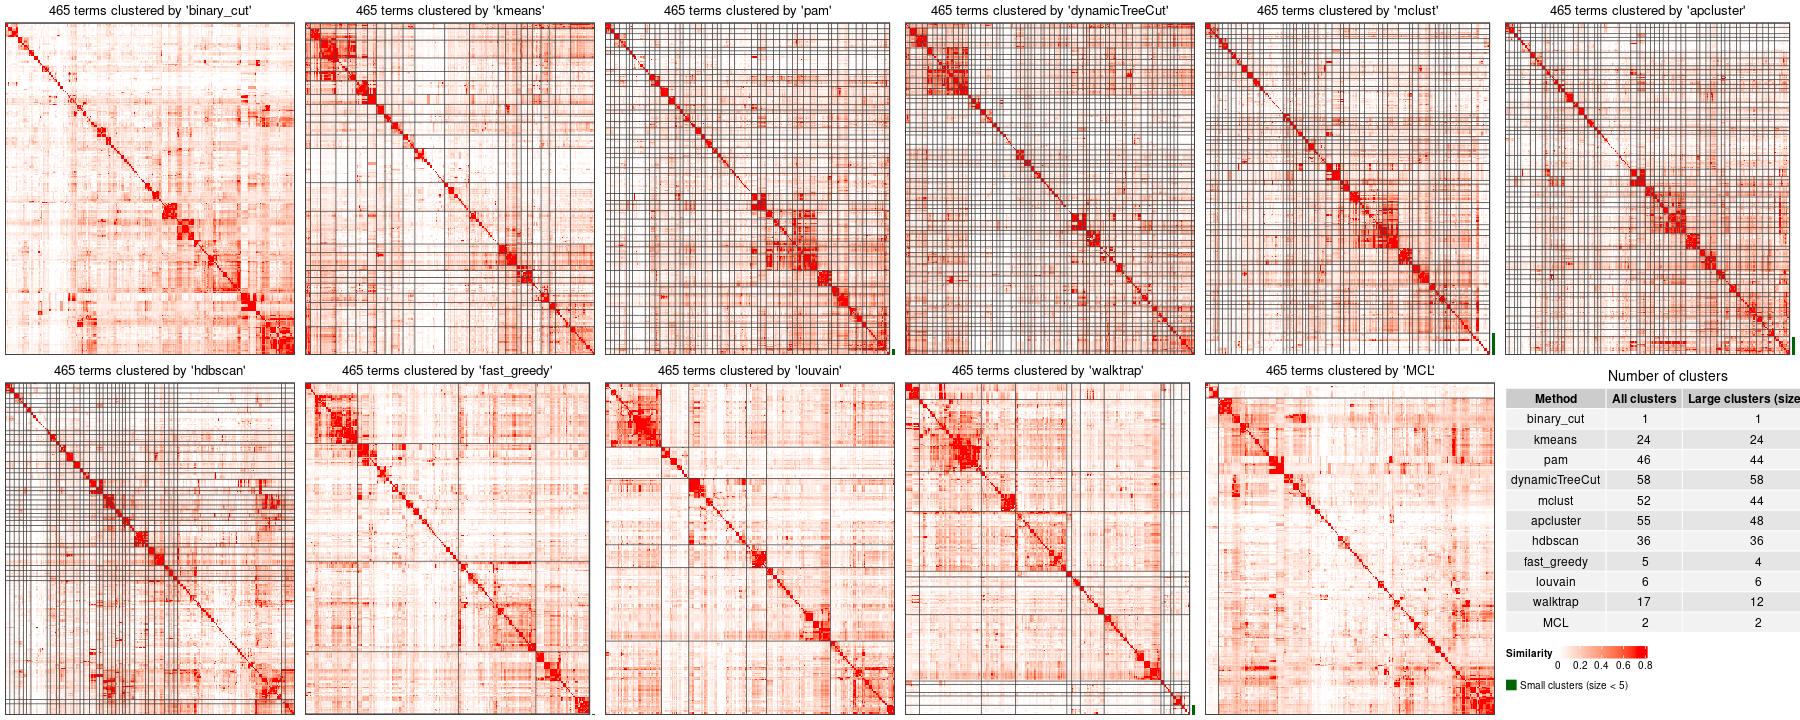 465 terms clustered by 'binary_cut'
465 terms clustered by 'kmeans'
465 terms clustered by 'pam'
465 terms clustered by 'dynamicTreeCut'
465 terms clustered by 'mclust'
465 terms clustered by 'apcluster'
465 terms clustered by 'hdbscan'
465 terms clustered by 'fast_greedy'
465 terms clustered by 'louvain'
465 terms clustered by 'walktrap'
465 terms clustered by 'MCL'
Number of clusters
Method All clusters Large clusters (size
binary_cut 1 1
kmeans 24 24
pam 46 44
dynamicTreeCut 58 58
mclust 52 44
apcluster 55 48
hdbscan 36 36
fast_greedy 5 4
louvain 6 6
walktrap 17 12
MCL 2 2
Similarity
0 0.2 0.4 0.6 0.8
Small clusters (size < 5)